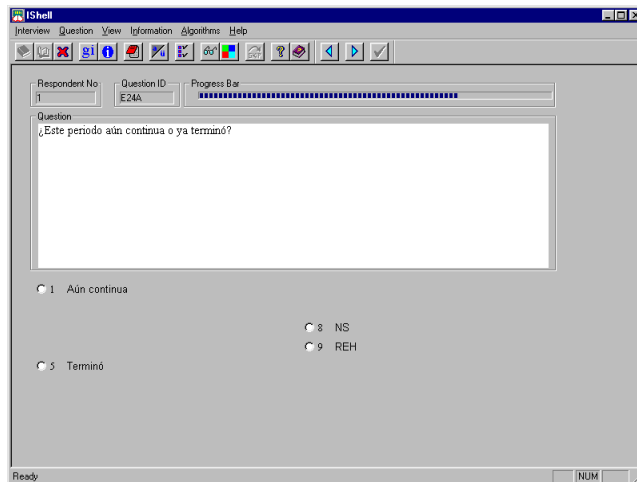 IShell
Interview Question View Information Algorithms Help
gi
Respondent No
1
Question ID
E24A
Progress Bar
Question
¿Este periodo aún continua o ya terminó?
1 Aún continua
8 NS
9 REH
5 Terminó
Ready
NUM